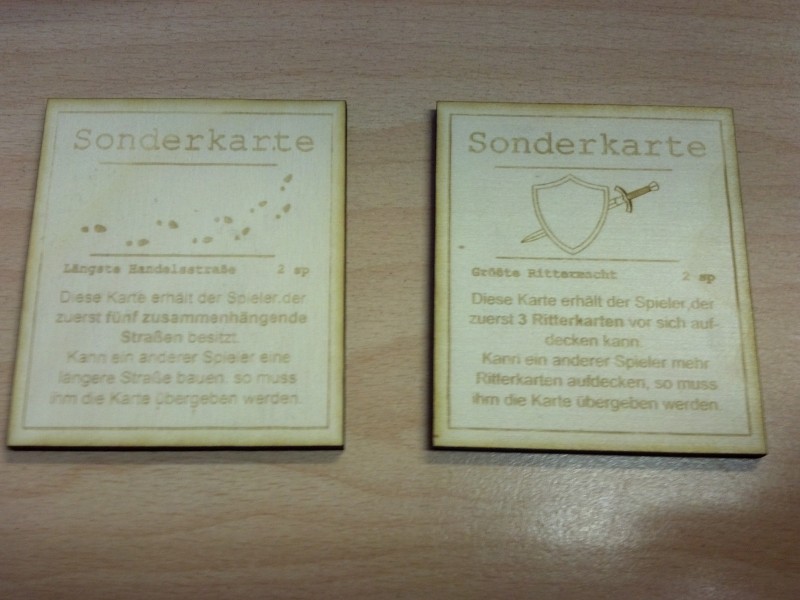 Sonderkarte
Längste Handelsstraße 2 sp
Diese Karte erhält der Spieler,der
zuerst fünf zusammenhängende
Straßen besitzt.
Kann ein anderer Spieler eine
längere Straße bauen, so muss
ihm die Karte übergeben werden.
Sonderkarte
Größte Rittermacht 2 sp
Diese Karte erhält der Spieler,der
zuerst 3 Ritterkarten vor sich auf-
decken kann.
Kann ein anderer Spieler mehr
Ritterkarten aufdecken, so muss
ihm die Karte übergeben werden.